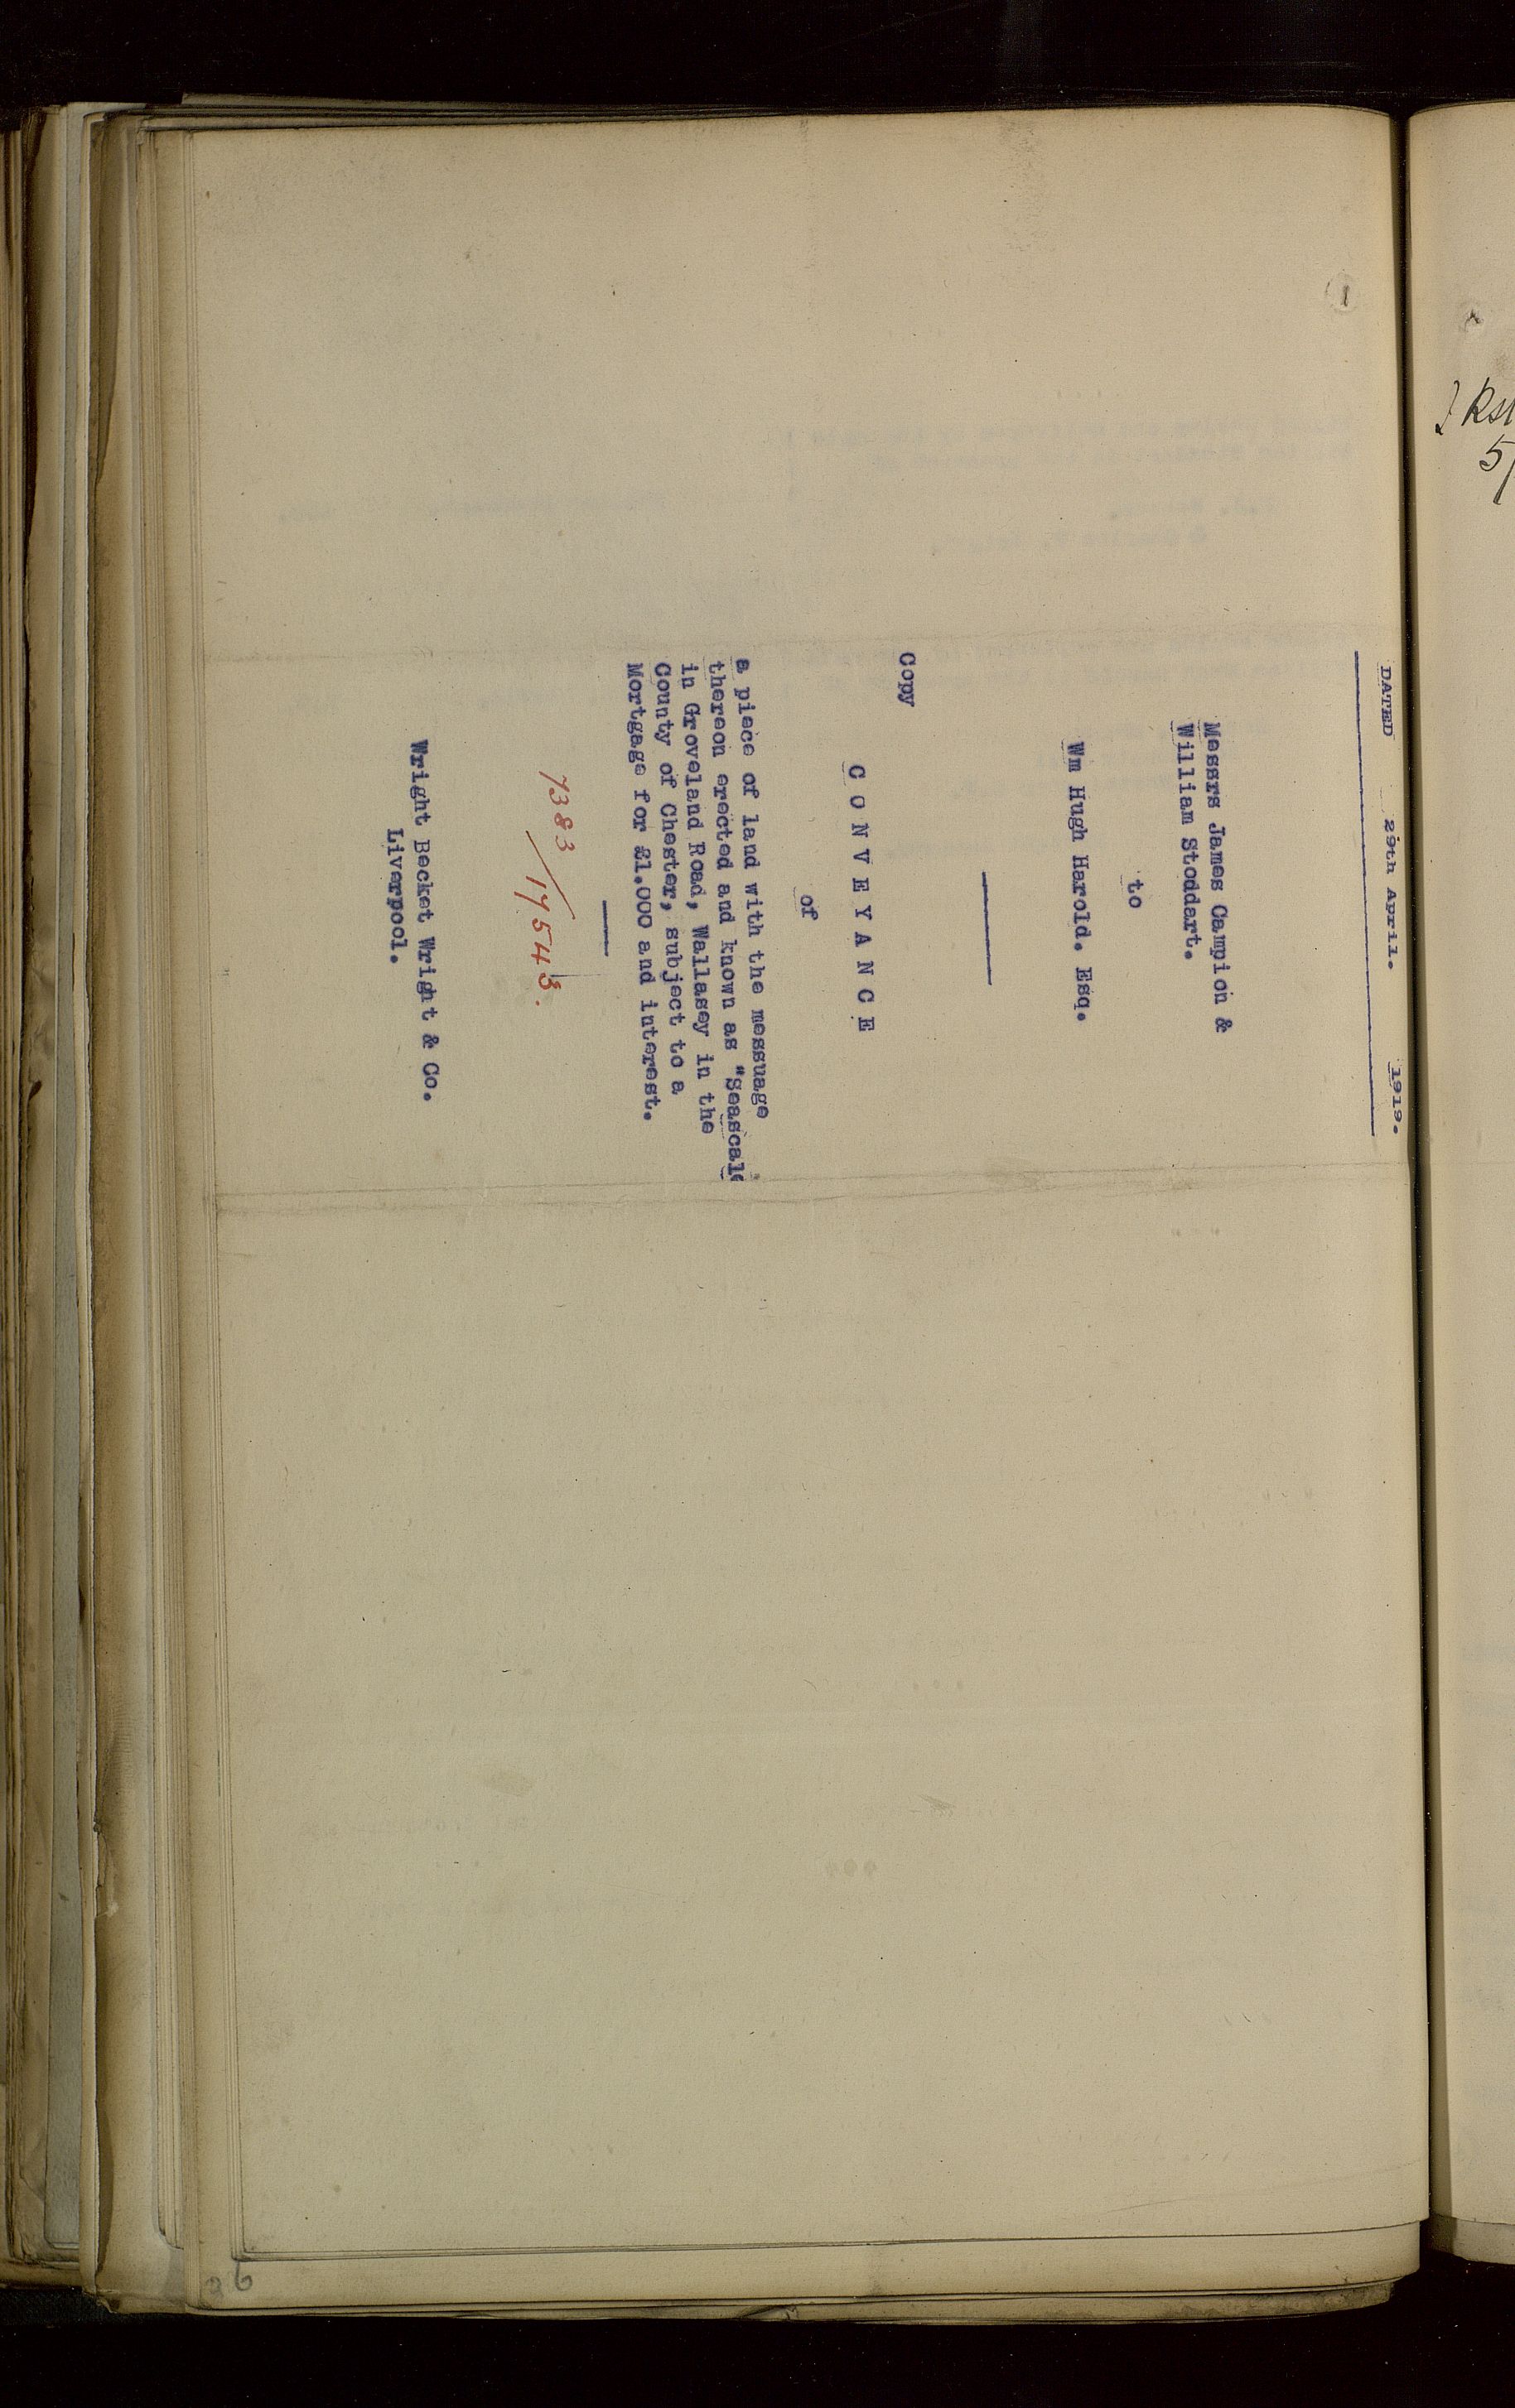 DATED 29th April. 1919.
Messrs James Campion &
William Stoddart.
to
Wm Hugh Harold. Esq.
Copy
C O N V E Y A N C E
of
a piece of land with the messuage
thereon erected and known as "Seascale
in Groveland Road, Wallasey in the
County of Chester, subject to a
Mortgage for £1.000 and interest.
7383/17543.
Wright Becket Wright & Co.
Liverpool.
26